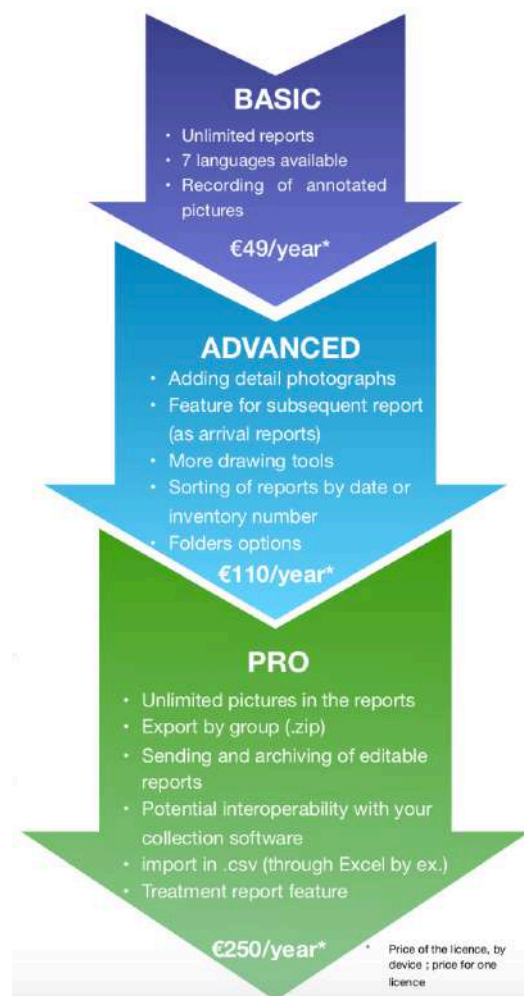 BASIC
• Unlimited reports
• 7 languages available
• Recording of annotated
pictures
€49/year*
ADVANCED
• Adding detail photographs
• Feature for subsequent report
(as arrival reports)
• More drawing tools
• Sorting of reports by date or
inventory number
• Folders options
€110/year*
PRO
• Unlimited pictures in the reports
• Export by group (.zip)
• Sending and archiving of editable
reports
• Potential interoperability with your
collection software
• import in .csv (through Excel by ex.)
• Treatment report feature
€250/year*
* Price of the licence, by
device ; price for one
licence